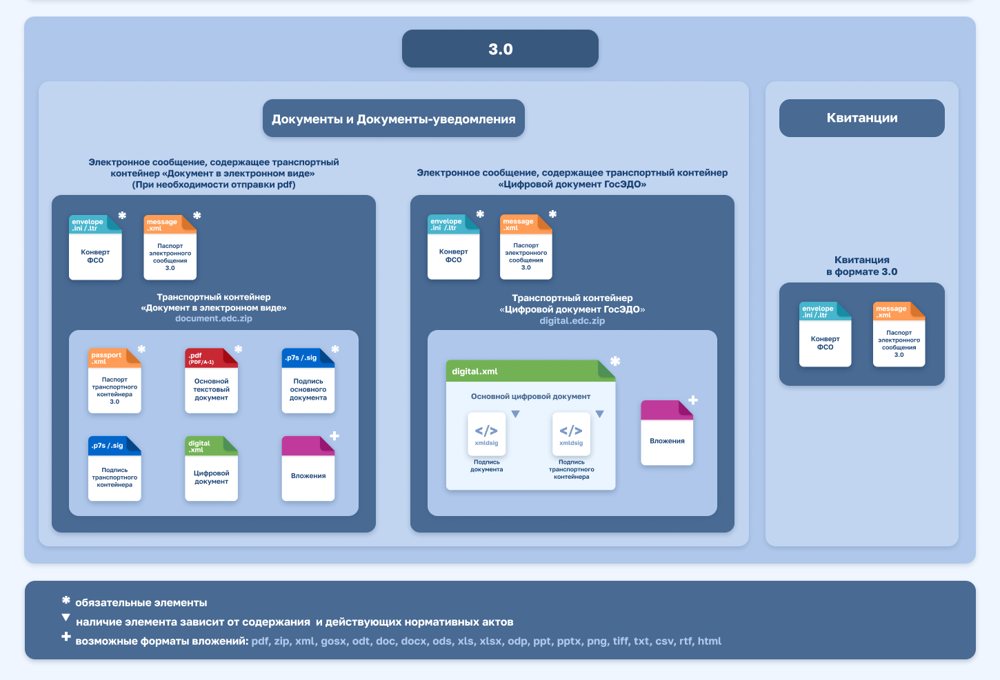 3.0
Документы и Документы-уведомления
Электронное сообщение, содержащее транспортный
контейнер «Документ в электронном виде»
(При необходимости отправки pdf)
envelope
.ini /.ltr
*
Конверт
ФСО
message
.xml
*
Паспорт
электронного
сообщения
3.0
Транспортный контейнер
«Документ в электронном виде»
document.edc.zip
passport
.xml
*
Паспорт
транспортного
контейнера
3.0
.pdf
(PDF/A-1)
*
Основной
текстовый
документ
.p7s /.sig
*
Подпись
основного
документа
.p7s /.sig
Подпись
транспортного
контейнера
digital
.xml
Цифровой
документ
+
Вложения
Электронное сообщение, содержащее транспортный контейнер
«Цифровой документ ГосЭДО»
envelope
.ini /.ltr
*
Конверт
ФСО
message
.xml
*
Паспорт
электронного
сообщения
3.0
Транспортный контейнер
«Цифровой документ ГосЭДО»
digital.edc.zip
digital.xml
*
Основной цифровой документ
</>
xmldsig
▼
Подпись
документа
</>
xmldsig
▼
Подпись
транспортного
контейнера
+
Вложения
Квитанции
Квитанция
в формате 3.0
envelope
.ini /.ltr
Конверт
ФСО
message
.xml
Паспорт
электронного
сообщения
3.0
* обязательные элементы
▼ наличие элемента зависит от содержания и действующих нормативных актов
+ возможные форматы вложений: pdf, zip, xml, gosx, odt, doc, docx, ods, xls, xlsx, odp, ppt, pptx, png, tiff, txt, csv, rtf, html